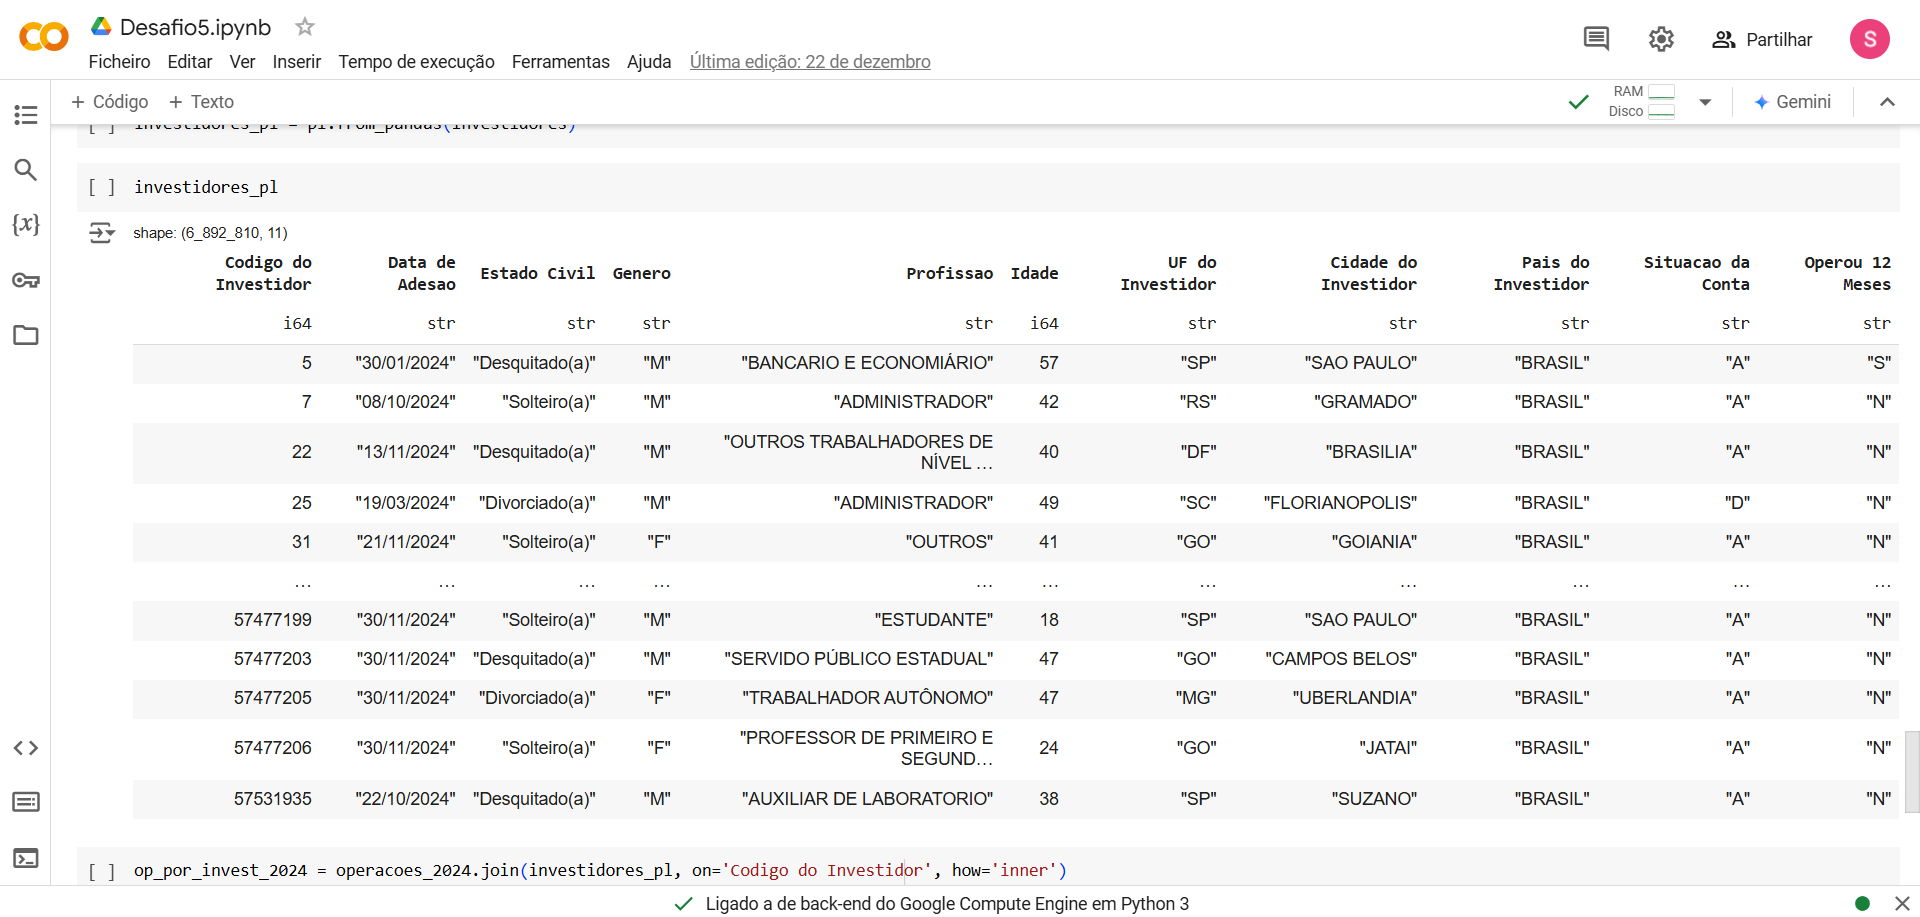 Desafio5.ipynb
Ficheiro Editar Ver Inserir Tempo de execução Ferramentas Ajuda Última edição: 22 de dezembro
Partilhar
S
+ Código + Texto
RAM
Disco
Gemini
[ ] investidores_pl = pl.from_pandas(investidores)
[ ] investidores_pl
shape: (6_892_810, 11)
Codigo do Investidor Data de Adesao Estado Civil Genero Profissao Idade UF do Investidor Cidade do Investidor Pais do Investidor Situacao da Conta Operou 12 Meses
i64 str str str str i64 str str str str str
5 "30/01/2024" "Desquitado(a)" "M" "BANCARIO E ECONOMIÁRIO" 57 "SP" "SAO PAULO" "BRASIL" "A" "S"
7 "08/10/2024" "Solteiro(a)" "M" "ADMINISTRADOR" 42 "RS" "GRAMADO" "BRASIL" "A" "N"
22 "13/11/2024" "Desquitado(a)" "M" "OUTROS TRABALHADORES DE NÍVEL … 40 "DF" "BRASILIA" "BRASIL" "A" "N"
25 "19/03/2024" "Divorciado(a)" "M" "ADMINISTRADOR" 49 "SC" "FLORIANOPOLIS" "BRASIL" "D" "N"
31 "21/11/2024" "Solteiro(a)" "F" "OUTROS" 41 "GO" "GOIANIA" "BRASIL" "A" "N"
… … … … … … … … … … …
57477199 "30/11/2024" "Solteiro(a)" "M" "ESTUDANTE" 18 "SP" "SAO PAULO" "BRASIL" "A" "N"
57477203 "30/11/2024" "Desquitado(a)" "M" "SERVIDO PÚBLICO ESTADUAL" 47 "GO" "CAMPOS BELOS" "BRASIL" "A" "N"
57477205 "30/11/2024" "Divorciado(a)" "F" "TRABALHADOR AUTÔNOMO" 47 "MG" "UBERLANDIA" "BRASIL" "A" "N"
57477206 "30/11/2024" "Solteiro(a)" "F" "PROFESSOR DE PRIMEIRO E SEGUND… 24 "GO" "JATAI" "BRASIL" "A" "N"
57531935 "22/10/2024" "Desquitado(a)" "M" "AUXILIAR DE LABORATORIO" 38 "SP" "SUZANO" "BRASIL" "A" "N"
[ ] op_por_invest_2024 = operacoes_2024.join(investidores_pl, on='Codigo do Investidor', how='inner')
Ligado a de back-end do Google Compute Engine em Python 3